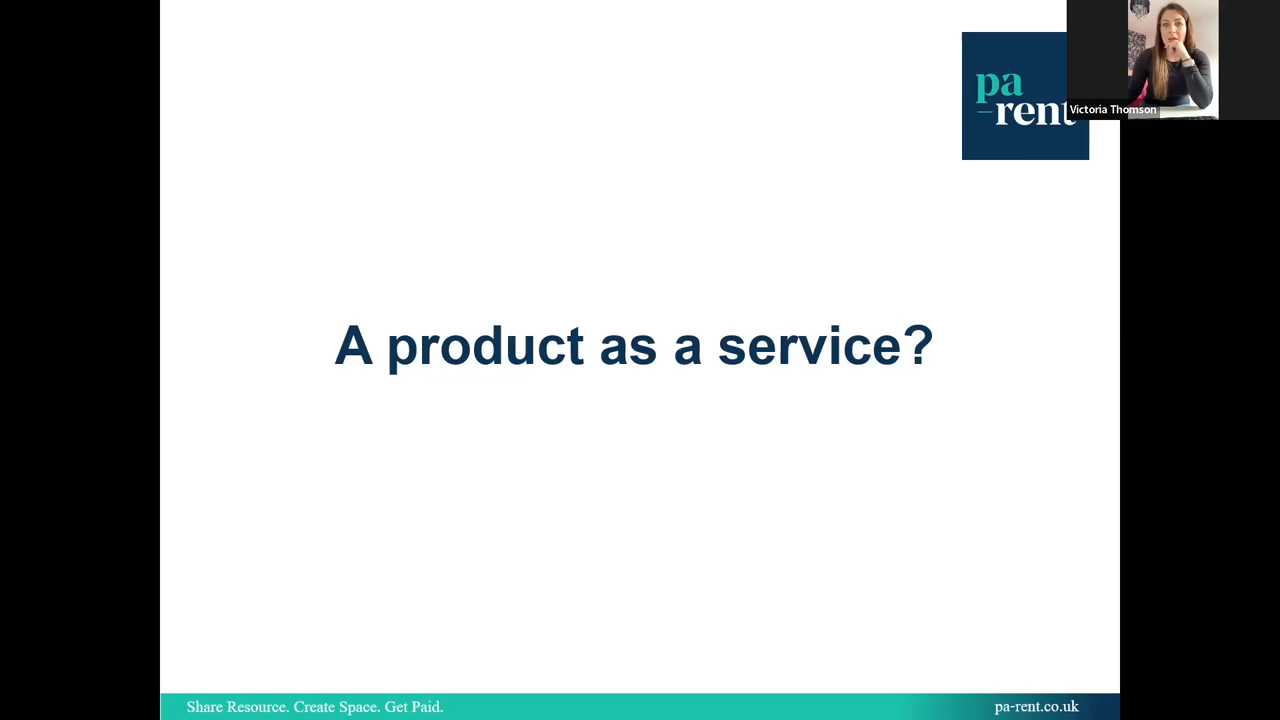 pa
rent
Victoria Thomson
A product as a service?
Share Resource. Create Space. Get Paid.
pa-rent.co.uk